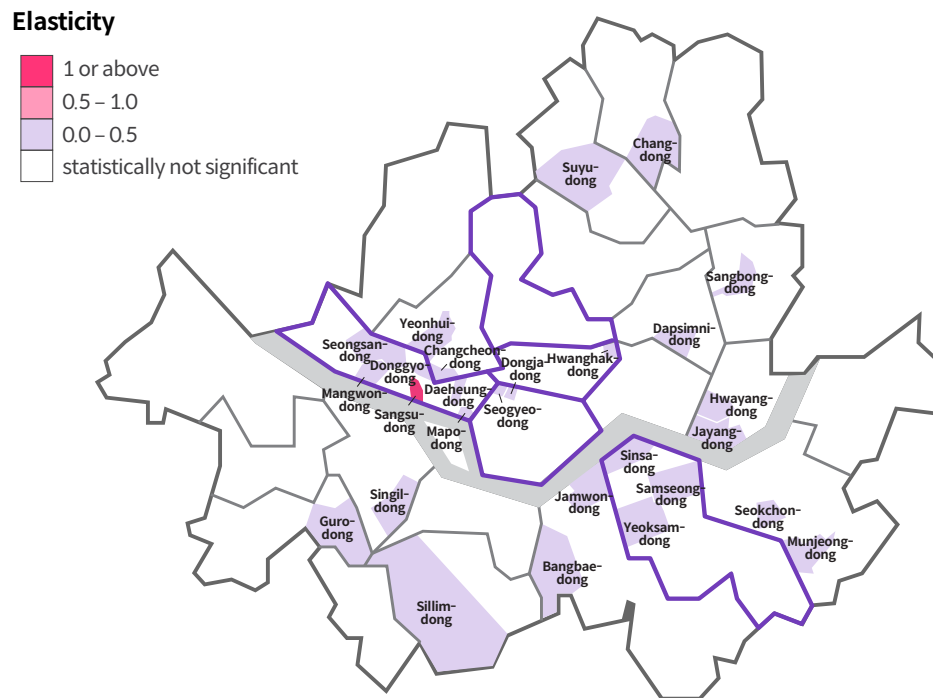 Elasticity
1 or above
0.5 – 1.0
0.0 – 0.5
statistically not significant
Chang-
dong
Suyu-
dong
Sangbong-
dong
Yeonhui-
dong
Dapsimni-
dong
Seongsan-
dong
Changcheon-
dong
Donggyo-
dong
Dongja-
dong
Hwanghak-
dong
Mangwon-
dong
Daeheung-
dong
Sangsu-
dong
Seogyeo-
dong
Mapo-
dong
Hwayang-
dong
Jayang-
dong
Sinsa-
dong
Jamwon-
dong
Samseong-
dong
Singil-
dong
Seokchon-
dong
Guro-
dong
Yeoksam-
dong
Munjeong-
dong
Bangbae-
dong
Sillim-
dong